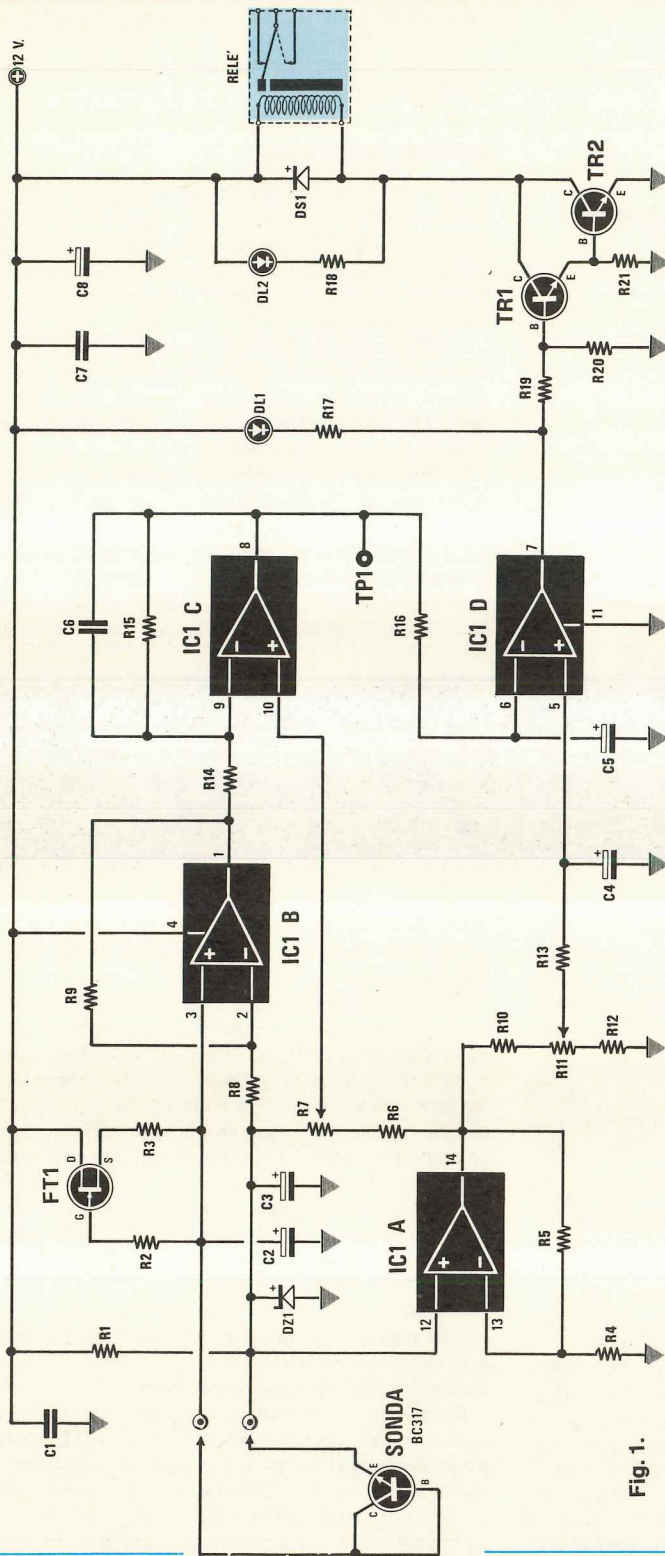 12 V.
RELE'
C8
+
DS1
+
DL2
R18
TR2
C
B
E
TR1
C
B
E
R21
C7
R19
R20
DL1
R17
C6
R15
8
IC1 C
-
+
9
10
TP1
R16
7
IC1 D
-
+
6
5
11
C5
+
R14
1
IC1 B
+
-
4
3
2
R9
R8
C4
+
R13
R10
R11
R12
FT1
D
S
G
R3
R2
R7
R6
C3
+
C2
+
DZ1
+
14
IC1 A
+
-
12
13
R5
R4
R1
C1
SONDA
BC317
C
E
B
Fig. 1.